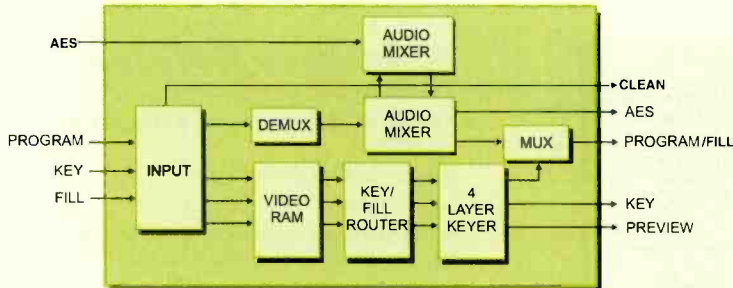 AES
AUDIO
MIXER
CLEAN
DEMUX
AUDIO
MIXER
AES
PROGRAM
INPUT
MUX
PROGRAM/FILL
KEY
FILL
VIDEO
RAM
KEY/
FILL
ROUTER
4
LAYER
KEYER
KEY
PREVIEW